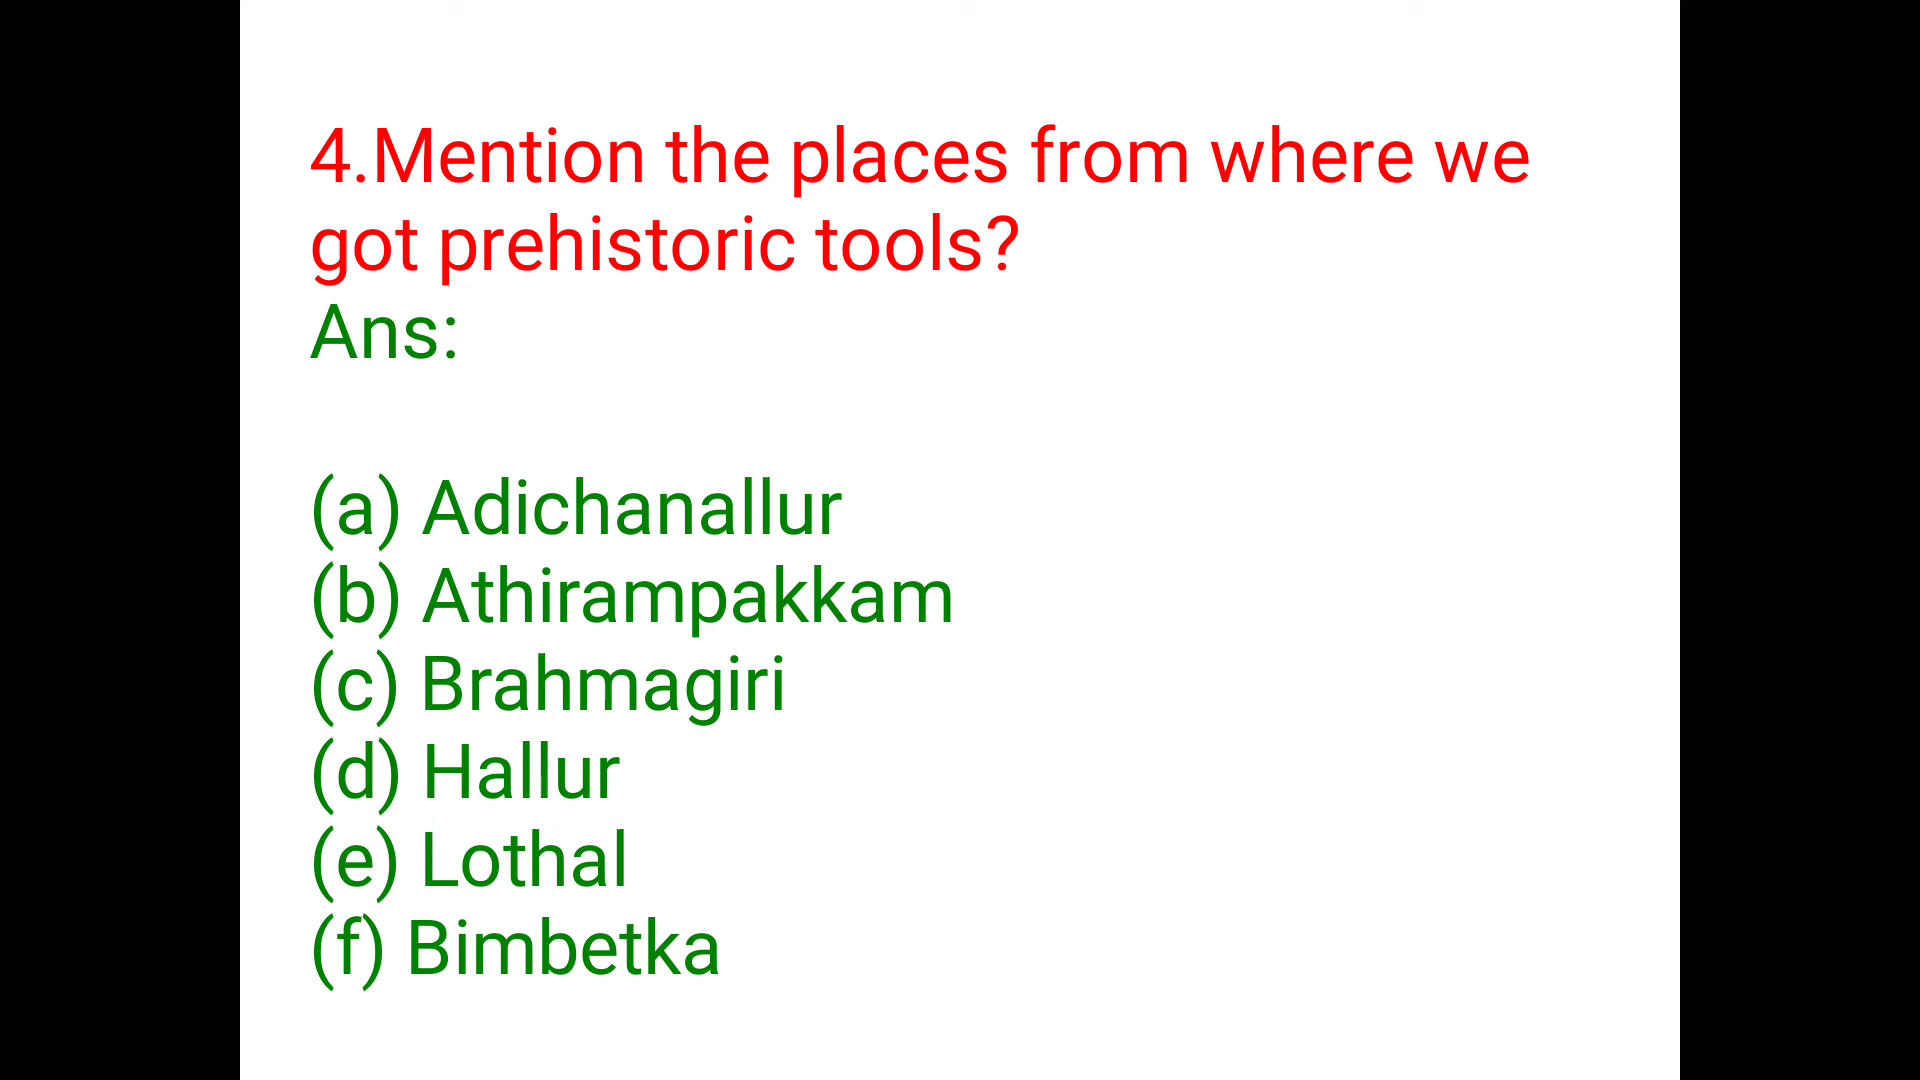 4.Mention the places from where we
got prehistoric tools?
Ans:
(a) Adichanallur
(b) Athirampakkam
(c) Brahmagiri
(d) Hallur
(e) Lothal
(f) Bimbetka